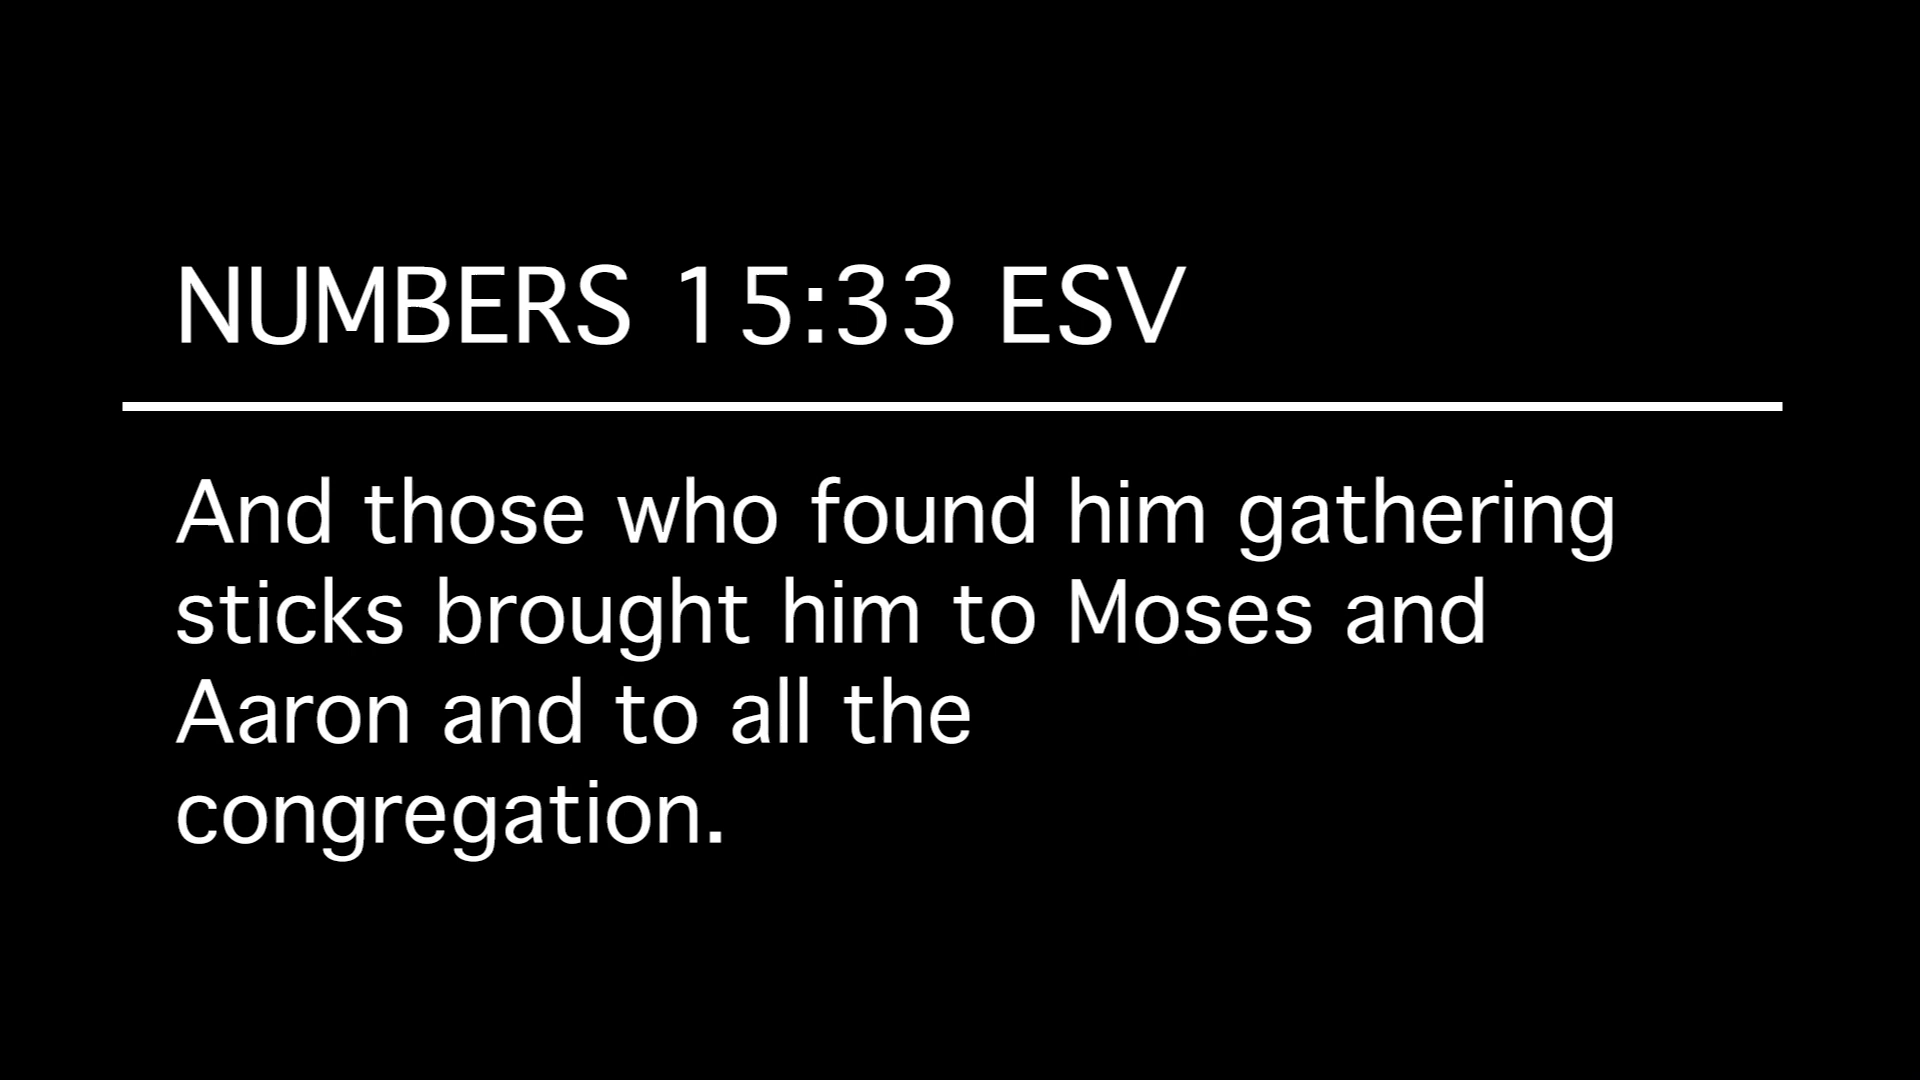 NUMBERS 15:33 ESV
And those who found him gathering
sticks brought him to Moses and
Aaron and to all the
congregation.